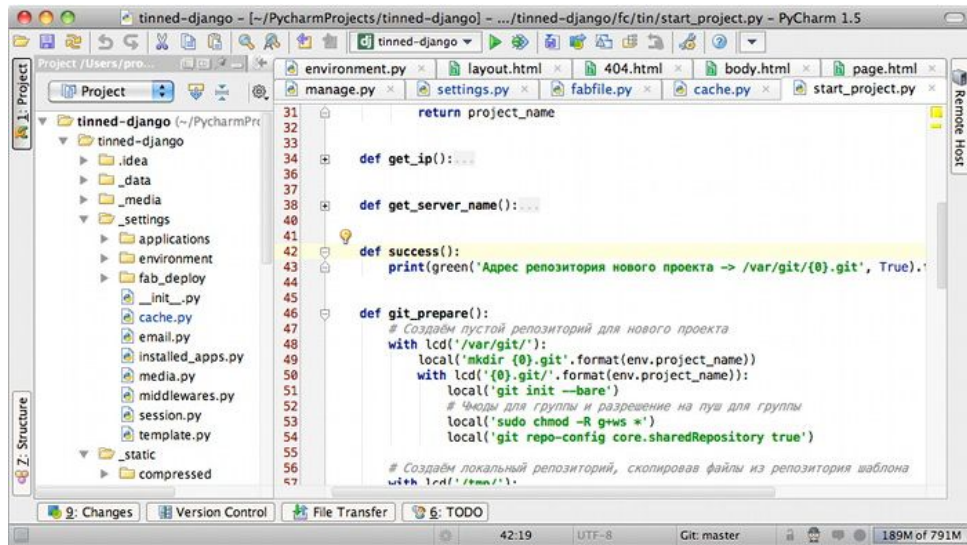 tinned-django – [~/PycharmProjects/tinned-django] – .../tinned-django/fc/tin/start_project.py – PyCharm 1.5
tinned-django
Project /Users/pro...
1: Project
Project
tinned-django (~/PycharmPr
tinned-django
.idea
_data
_media
_settings
applications
environment
fab_deploy
__init__.py
cache.py
email.py
installed_apps.py
media.py
middlewares.py
session.py
template.py
_static
compressed
Z: Structure
environment.py
layout.html
404.html
body.html
page.html
manage.py
settings.py
fabfile.py
cache.py
start_project.py
31 return project_name
32
33
34 def get_ip():...
36
37
38 def get_server_name():...
40
41
42 def success():
43 print(green('Адрес репозитория нового проекта -> /var/git/{0}.git', True).
44
45
46 def git_prepare():
47 # Создаём пустой репозиторий для нового проекта
48 with lcd('/var/git/'):
49 local('mkdir {0}.git'.format(env.project_name))
50 with lcd('{0}.git/'.format(env.project_name)):
51 local('git init --bare')
52 # Чмоды для группы и разрешение на пуш для группы
53 local('sudo chmod -R g+ws *')
54 local('git repo-config core.sharedRepository true')
55
56 # Создаём локальный репозиторий, скопировав файлы из репозитория шаблона
57 with lcd('/tmp/'):
Remote Host
9: Changes
Version Control
File Transfer
6: TODO
42:19
UTF-8
Git: master
189M of 791M